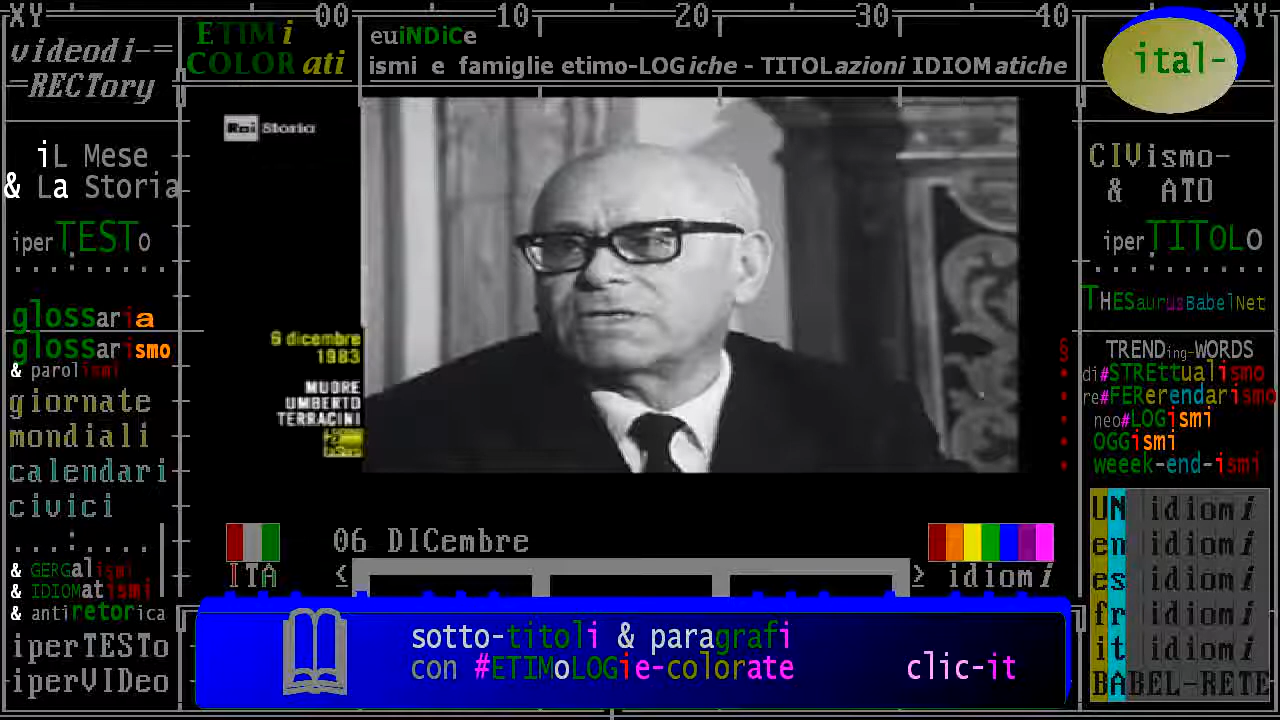 XY 00 10 20 30 40 XY
videodi-=
=RECTory
ETIMi
COLORati
euiNDiCe
ismi e famiglie etimo-LOGiche - TITOLazioni IDIOMatiche
ital-
Rai Storia
iL Mese
& La Storia
iperTESTo
glossaria
glossarismo
& parolismi
giornate
mondiali
calendari
civici
& GERGalismi
& IDIOMatismi
& antiretorica
iperTESTo
iperVIDeo
6 dicembre
1983
MUORE
UMBERTO
TERRACINI
06 DICembre
ITA < > idiomi
sotto-titoli & paragrafi
con #ETIMoLOGie-colorate clic-it
CIVismo-
& ATO
iperTITOLO
THESaurusBabelNet
§
TRENDing-WORDS
di#STREttualismo
re#FERerendarismo
neo#LOGismi
OGGismi
weeek-end-ismi
UN idiomi
en idiomi
es idiomi
fr idiomi
it idiomi
BABEL-RETE